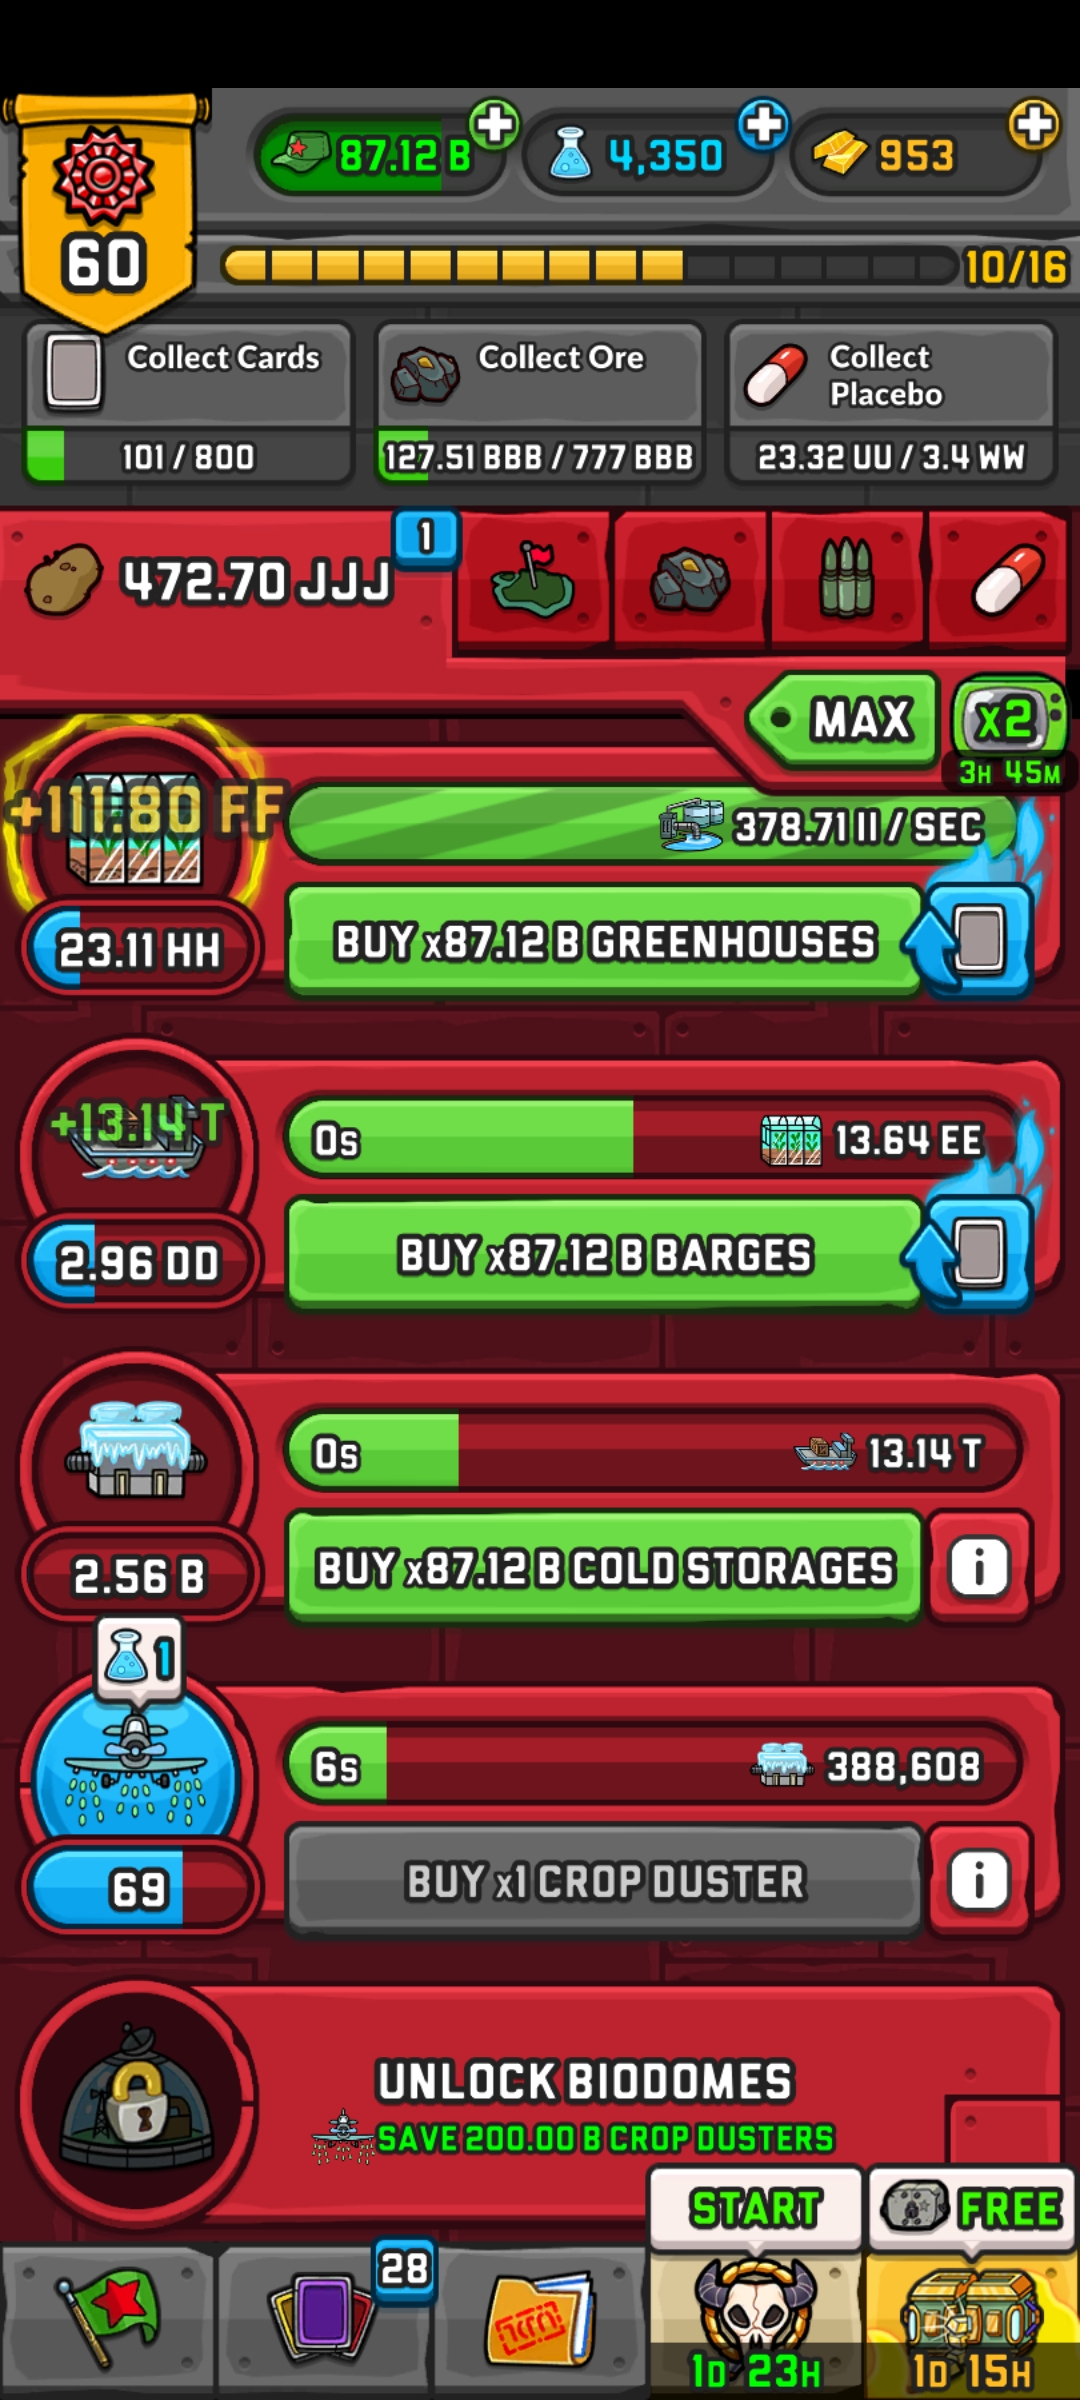 60
87.12 B
4,350
953
10/16
Collect Cards
101 / 800
Collect Ore
127.51 BBB / 777 BBB
Collect
Placebo
23.32 UU / 3.4 WW
472.70 JJJ
1
MAX
x2
3H 45M
+111.80 FF
378.71 II / SEC
23.11 HH
BUY x87.12 B GREENHOUSES
+13.14 T
0s
13.64 EE
2.96 DD
BUY x87.12 B BARGES
0s
13.14 T
2.56 B
BUY x87.12 B COLD STORAGES
i
1
6s
388,608
69
BUY x1 CROP DUSTER
i
UNLOCK BIODOMES
SAVE 200.00 B CROP DUSTERS
START
FREE
28
1D 23H
1D 15H